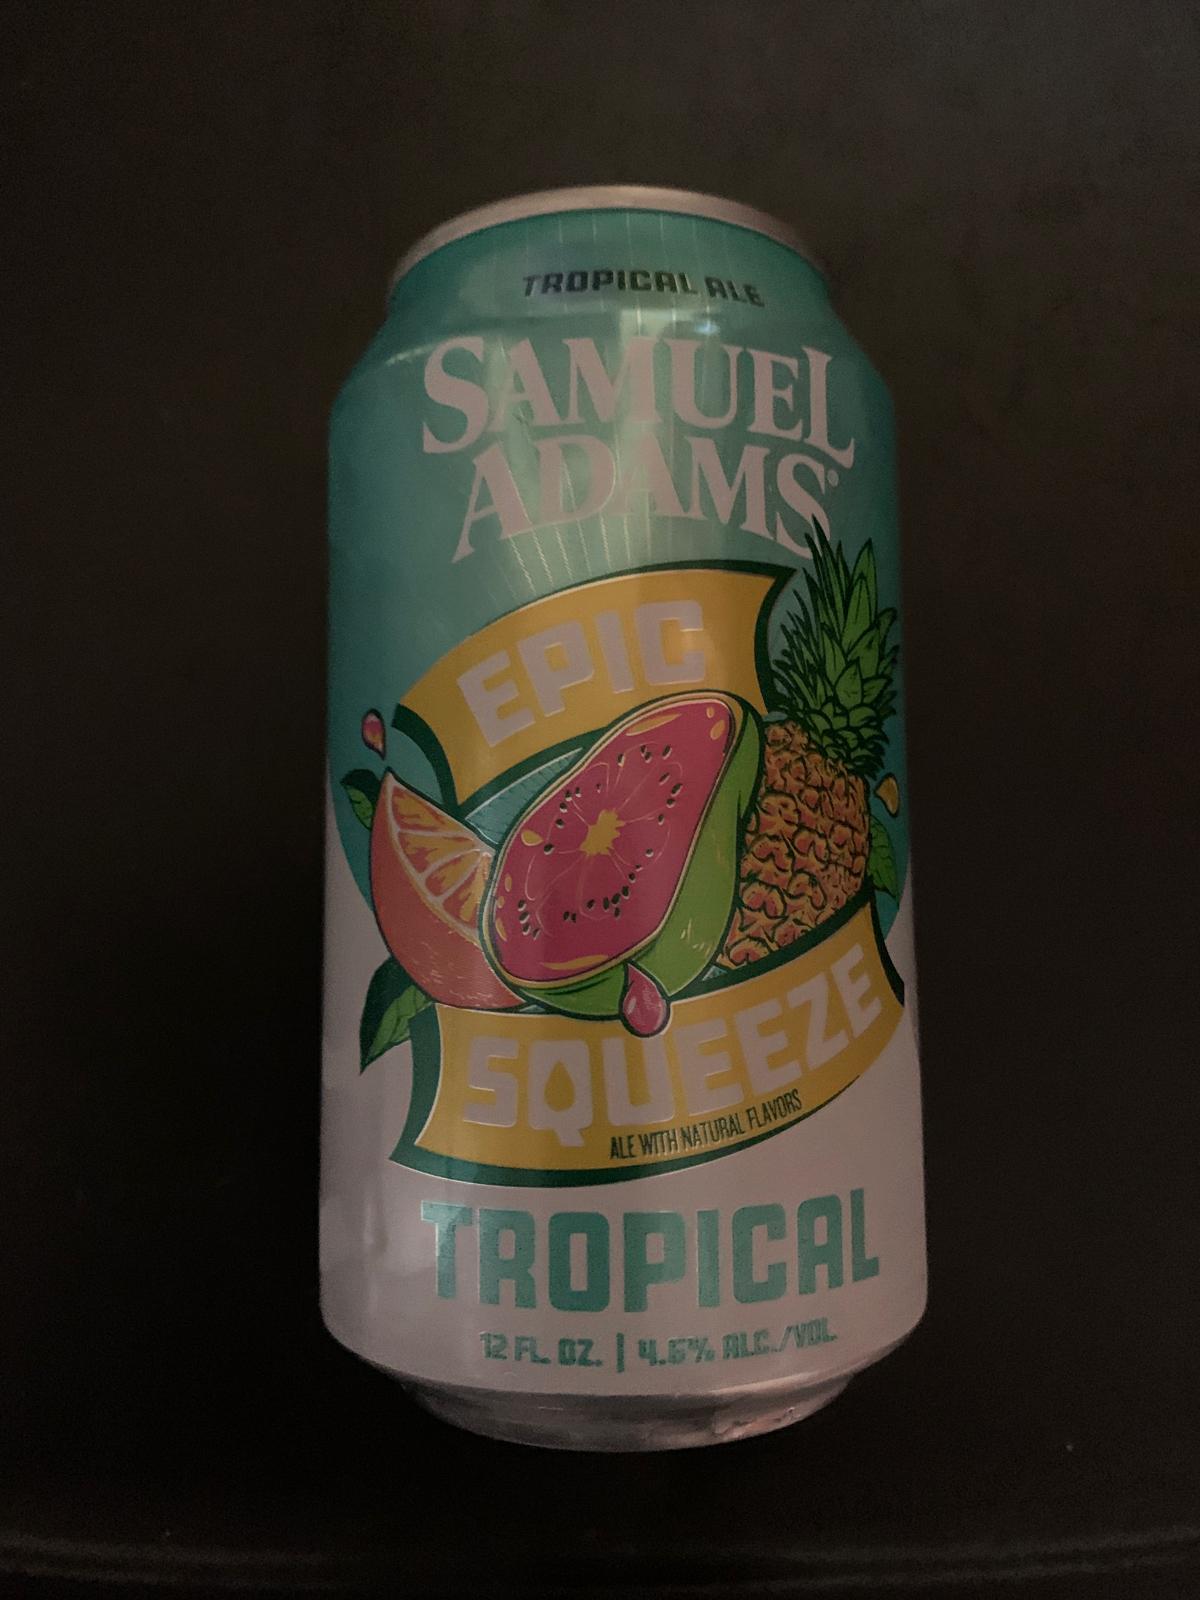 TROPICAL ALE
SAMUEL
ADAMS®
EPIC
SQUEEZE
ALE WITH NATURAL FLAVORS
TROPICAL
12 FL. OZ. | 4.5% ALC./VOL.